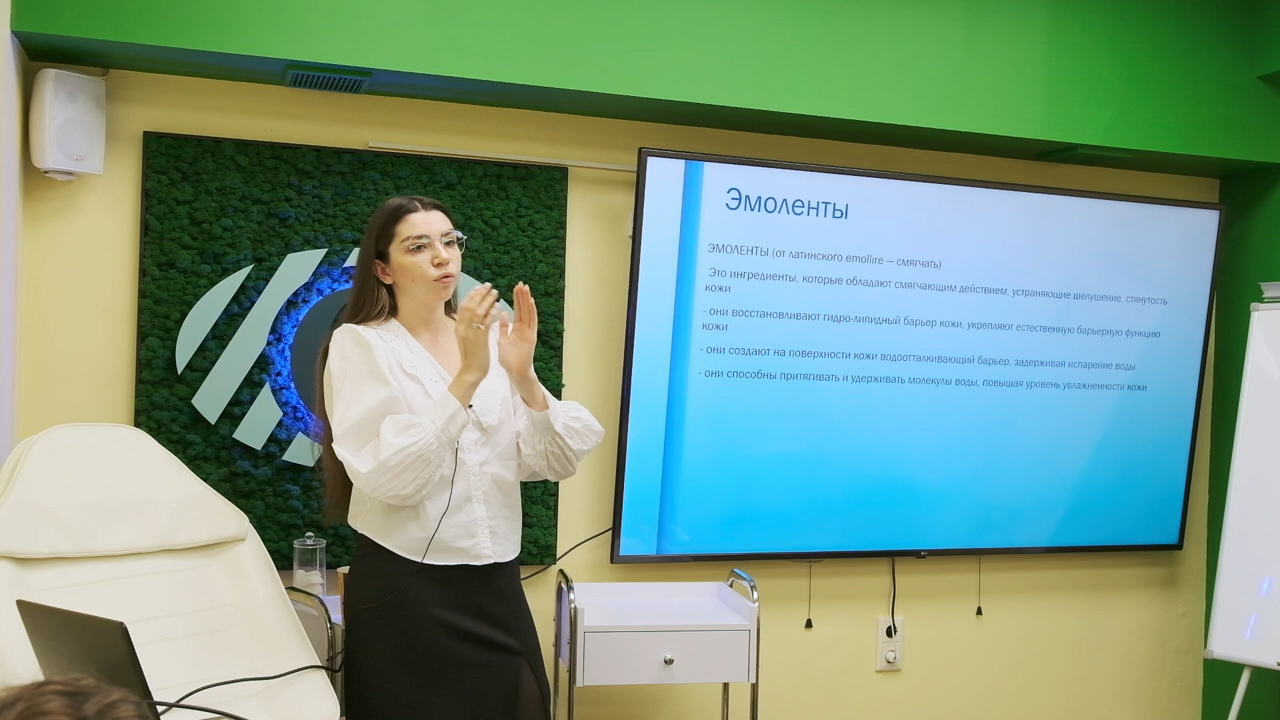 Эмоленты
ЭМОЛЕНТЫ (от латинского emollire — смягчать)
Это ингредиенты, которые обладают смягчающим действием, устраняющие шелушение, стянутость
кожи
- они восстановливают гидро-липидный барьер кожи, укрепляют естественную барьерную функцию
кожи
- они создают на поверхности кожи водоотталкивающий барьер, задерживая испарение воды
- они способны притягивать и удерживать молекулы воды, повышая уровень увлажненности кожи